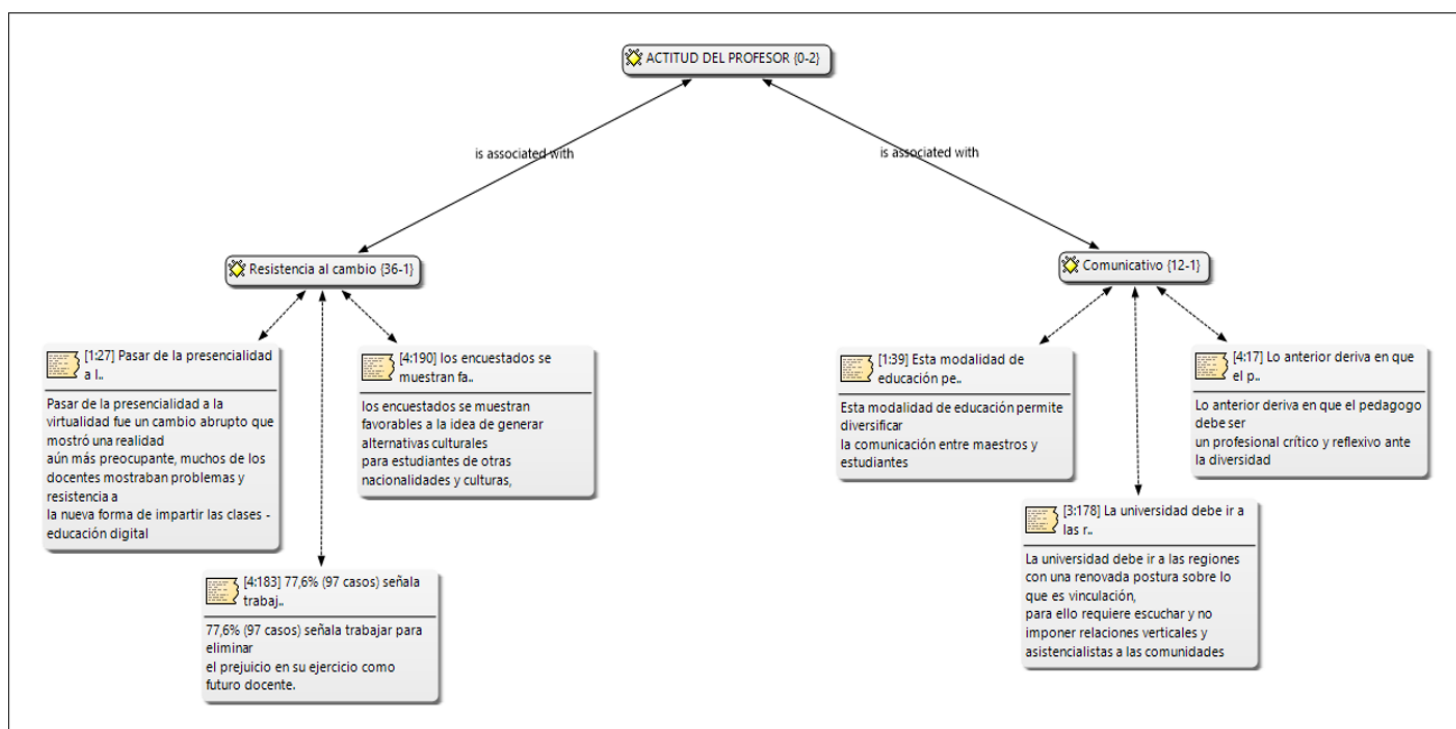 ACTITUD DEL PROFESOR {0-2}
is associated with
is associated with
Resistencia al cambio {36-1}
Comunicativo {12-1}
[1:27] Pasar de la presencialidad
a l..
Pasar de la presencialidad a la
virtualidad fue un cambio abrupto que
mostró una realidad
aún más preocupante, muchos de los
docentes mostraban problemas y
resistencia a
la nueva forma de impartir las clases -
educación digital
[4:190] los encuestados se
muestran fa..
los encuestados se muestran
favorables a la idea de generar
alternativas culturales
para estudiantes de otras
nacionalidades y culturas,
[4:183] 77,6% (97 casos) señala
trabaj..
77,6% (97 casos) señala trabajar para
eliminar
el prejuicio en su ejercicio como
futuro docente.
[1:39] Esta modalidad de
educación pe..
Esta modalidad de educación permite
diversificar
la comunicación entre maestros y
estudiantes
[4:17] Lo anterior deriva en que
el p..
Lo anterior deriva en que el pedagogo
debe ser
un profesional crítico y reflexivo ante
la diversidad
[3:178] La universidad debe ir a
las r..
La universidad debe ir a las regiones
con una renovada postura sobre lo
que es vinculación,
para ello requiere escuchar y no
imponer relaciones verticales y
asistencialistas a las comunidades